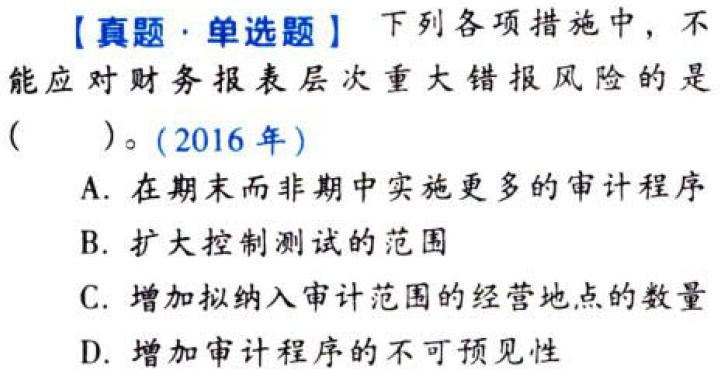 【真题·单选题】 下列各项措施中，不
能应对财务报表层次重大错报风险的是
(　　)。(2016 年)
A. 在期末而非期中实施更多的审计程序
B. 扩大控制测试的范围
C. 增加拟纳入审计范围的经营地点的数量
D. 增加审计程序的不可预见性